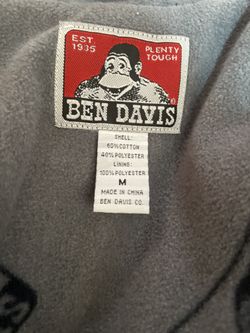 EST. 1935
PLENTY TOUGH
BEN DAVIS
SHELL:
60%COTTON
40%POLYESTER
LINING:
100%POLYESTER
M
MADE IN CHINA
BEN DAVIS CO.